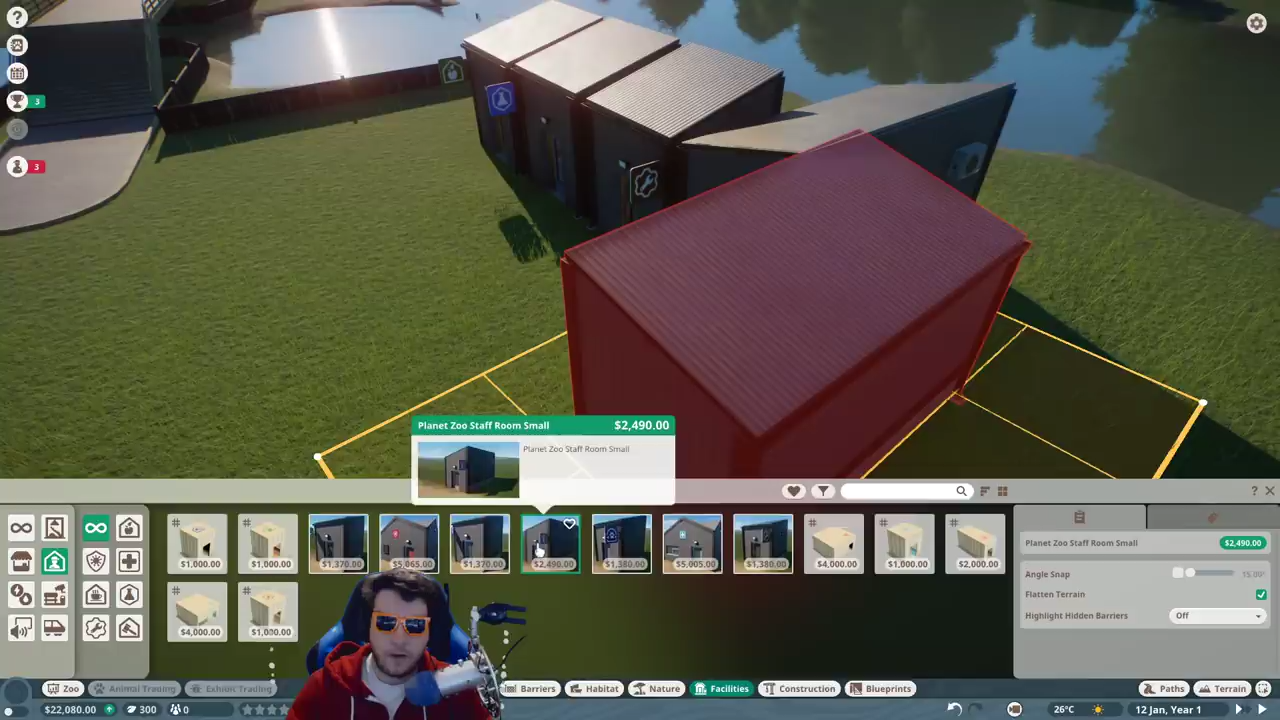 ?
3
3
Planet Zoo Staff Room Small $2,490.00
Planet Zoo Staff Room Small
? X
$1,000.00 $1,000.00 $1,370.00 $5,065.00 $1,370.00 $2,490.00 $1,380.00 $5,005.00 $1,380.00 $4,000.00 $1,000.00 $2,000.00
$4,000.00 $1,000.00
Planet Zoo Staff Room Small $2,490.00
Angle Snap 15.00°
Flatten Terrain
Highlight Hidden Barriers Off
Zoo Animal Trading Exhibit Trading Barriers Habitat Nature Facilities Construction Blueprints Paths Terrain
$22,080.00 300 0 26°C 12 Jan, Year 1